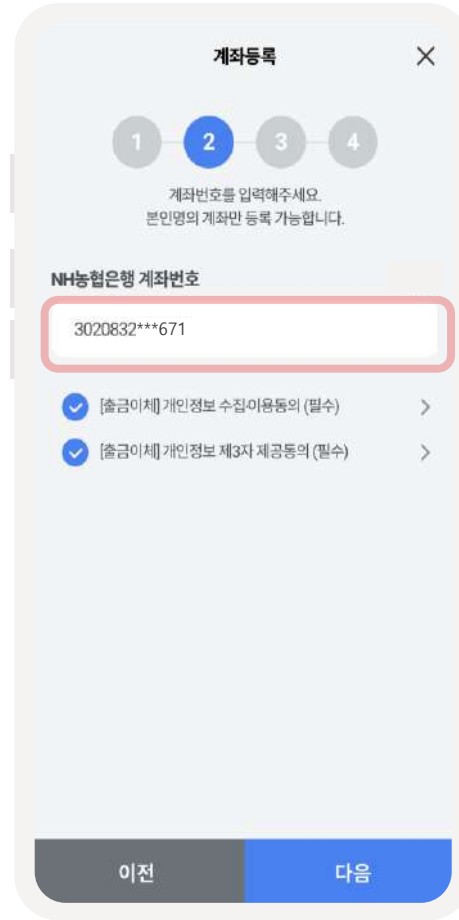 계좌등록
1 2 3 4
계좌번호를 입력해주세요.
본인명의 계좌만 등록 가능합니다.
NH농협은행 계좌번호
3020832***671
[출금이체] 개인정보 수집·이용동의 (필수)
[출금이체] 개인정보 제3자 제공동의 (필수)
이전 다음